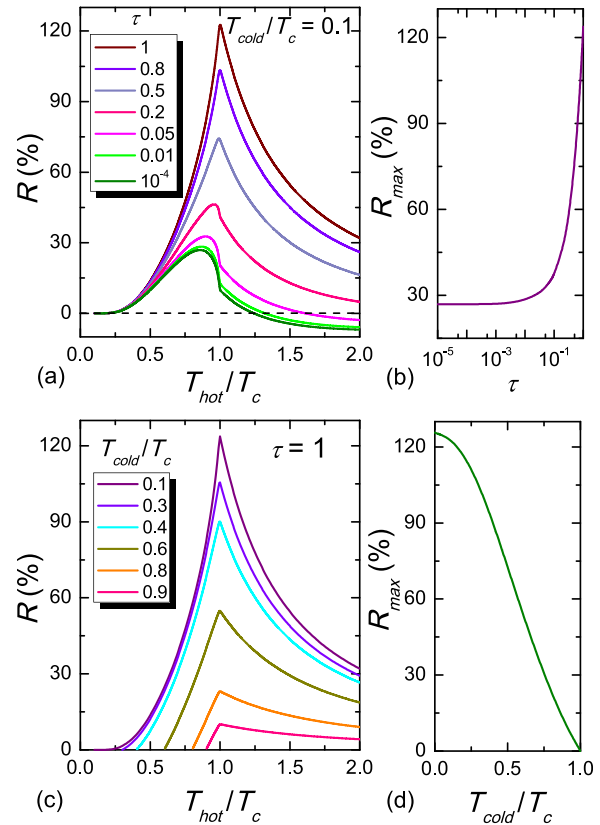 τ
T_cold/T_c = 0.1
1
0.8
0.5
0.2
0.05
0.01
10⁻⁴
R (%)
120
90
60
30
0
0.0 0.5 1.0 1.5 2.0
T_hot/T_c
(a)
R_max (%)
120
90
60
30
10⁻⁵ 10⁻³ 10⁻¹
τ
(b)
T_cold/T_c
τ = 1
0.1
0.3
0.4
0.6
0.8
0.9
R (%)
120
90
60
30
0
0.0 0.5 1.0 1.5 2.0
T_hot/T_c
(c)
R_max (%)
120
90
60
30
0
0.0 0.5 1.0
T_cold/T_c
(d)